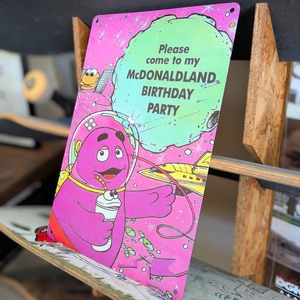 Please
come to my
McDONALDLAND
BIRTHDAY
PARTY